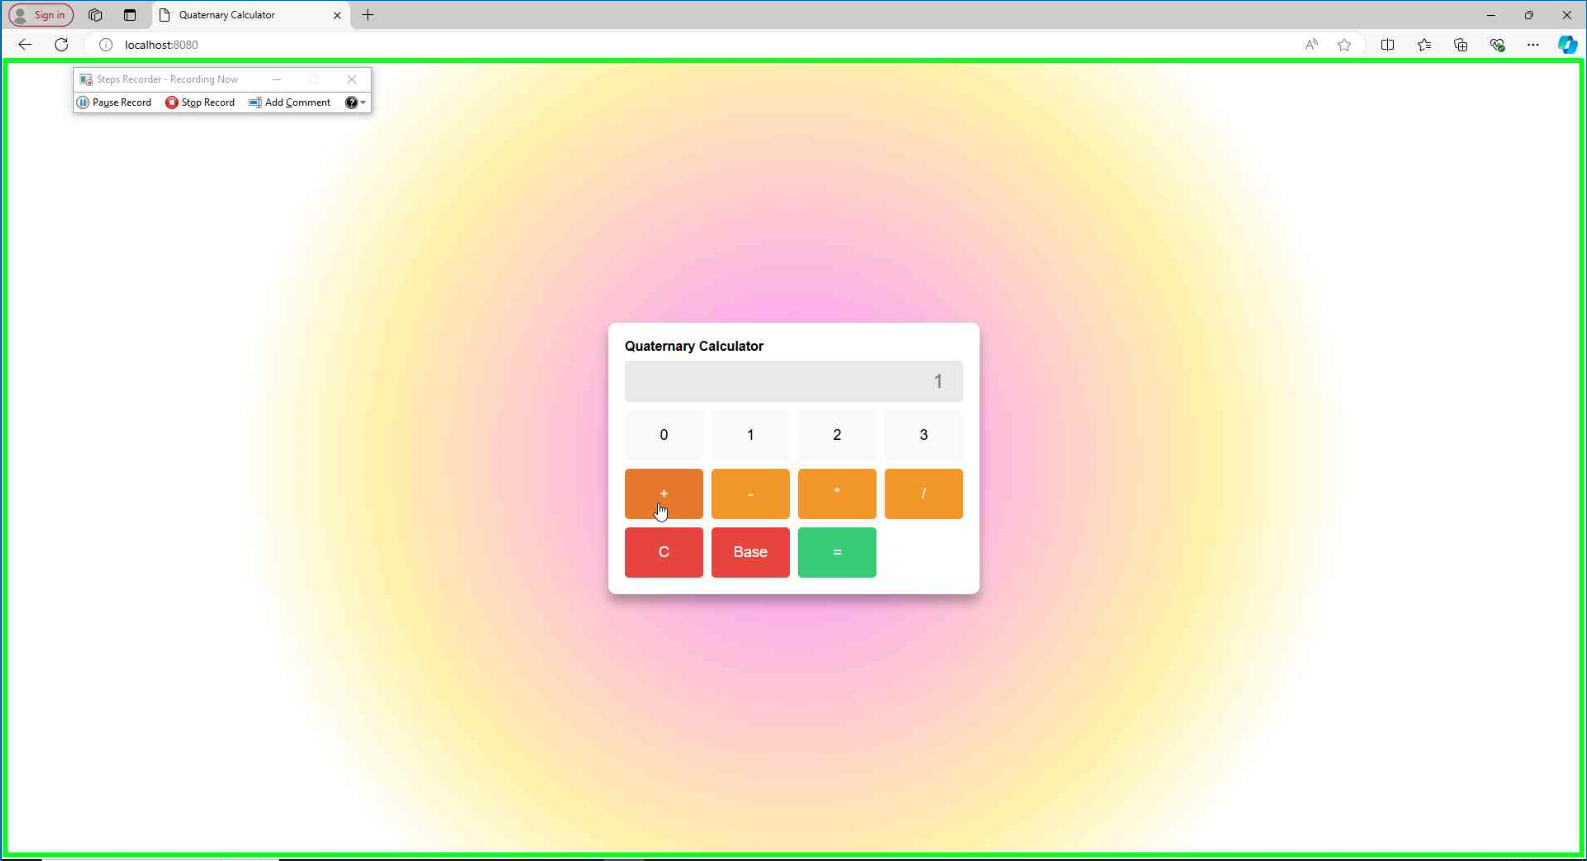 Sign in
Quaternary Calculator
localhost:8080
Steps Recorder - Recording Now
Pause Record Stop Record Add Comment
Quaternary Calculator
1
0 1 2 3
+ - * /
C Base =